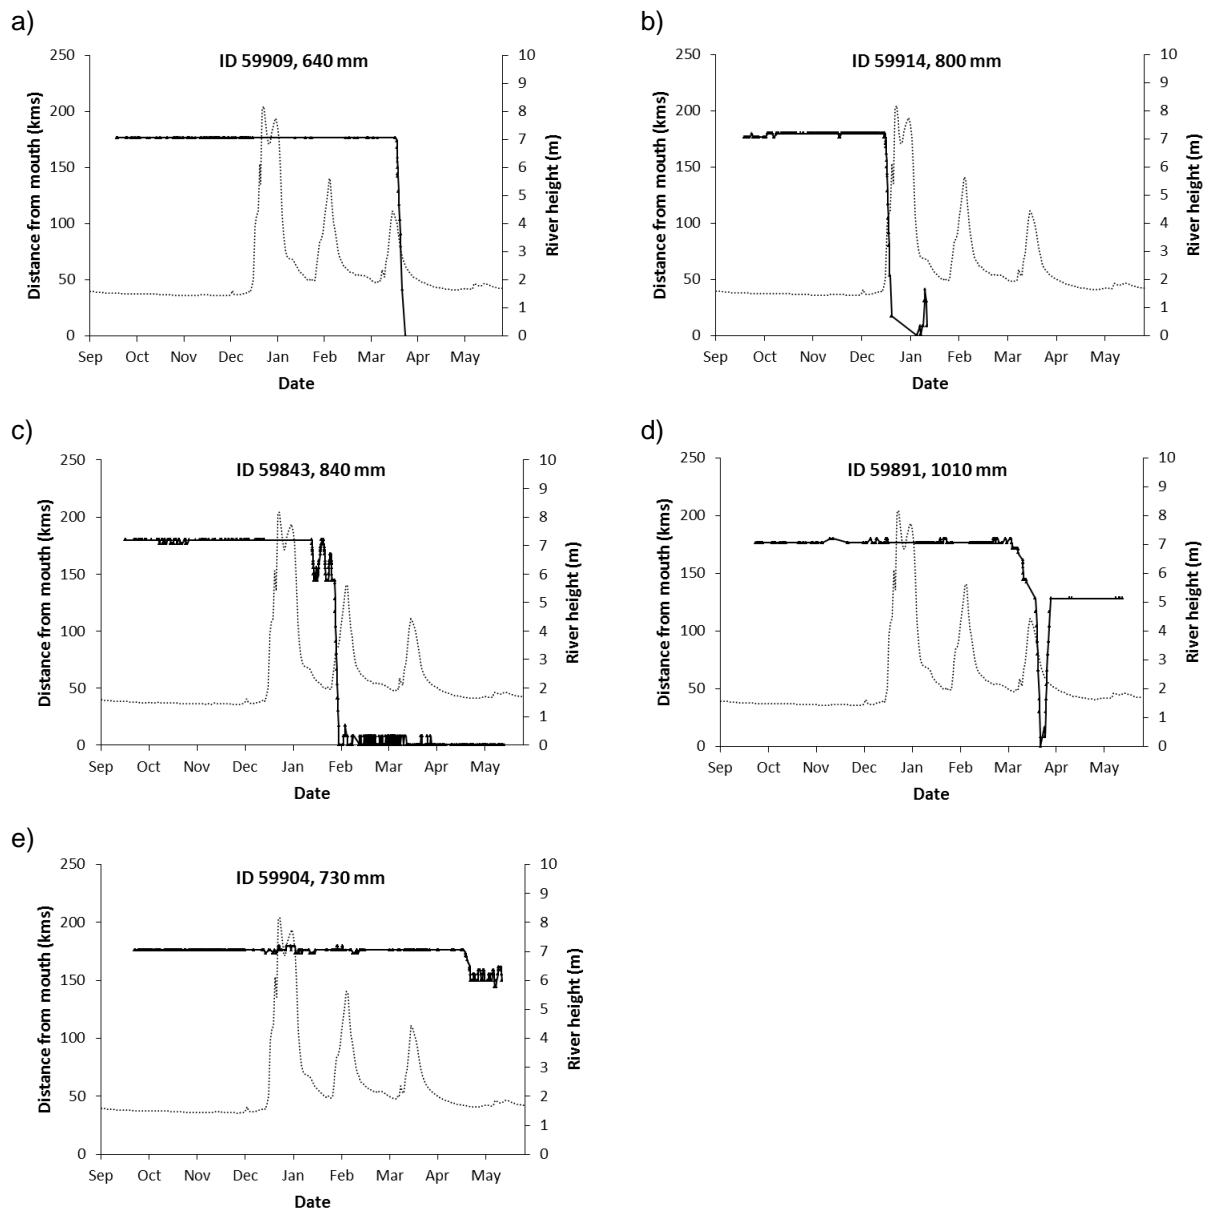 a)
ID 59909, 640 mm
Distance from mouth (kms)
250
200
150
100
50
0
River height (m)
10
9
8
7
6
5
4
3
2
1
0
Sep Oct Nov Dec Jan Feb Mar Apr May
Date
b)
ID 59914, 800 mm
Distance from mouth (kms)
250
200
150
100
50
0
River height (m)
10
9
8
7
6
5
4
3
2
1
0
Sep Oct Nov Dec Jan Feb Mar Apr May
Date
c)
ID 59843, 840 mm
Distance from mouth (kms)
250
200
150
100
50
0
River height (m)
10
9
8
7
6
5
4
3
2
1
0
Sep Oct Nov Dec Jan Feb Mar Apr May
Date
d)
ID 59891, 1010 mm
Distance from mouth (kms)
250
200
150
100
50
0
River height (m)
10
9
8
7
6
5
4
3
2
1
0
Sep Oct Nov Dec Jan Feb Mar Apr May
Date
e)
ID 59904, 730 mm
Distance from mouth (kms)
250
200
150
100
50
0
River height (m)
10
9
8
7
6
5
4
3
2
1
0
Sep Oct Nov Dec Jan Feb Mar Apr May
Date